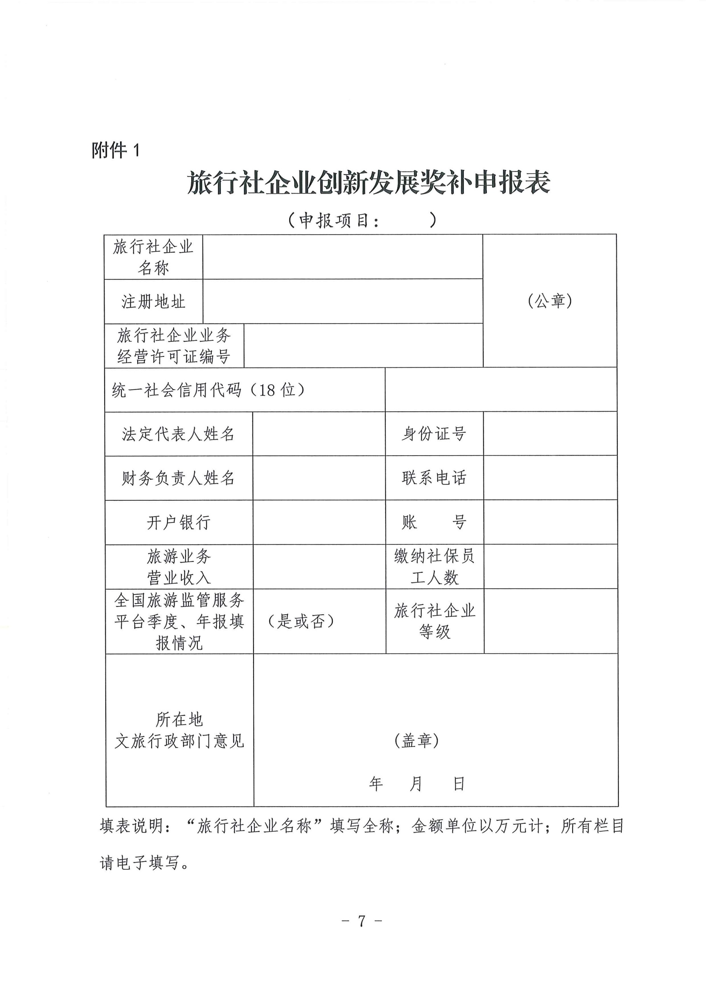 附件 1
旅行社企业创新发展奖补申报表
（申报项目：　　）
旅行社企业
名称
注册地址
（公章）
旅行社企业业务
经营许可证编号
统一社会信用代码（18 位）
法定代表人姓名
身份证号
财务负责人姓名
联系电话
开户银行
账　　号
旅游业务
营业收入
缴纳社保员
工人数
全国旅游监管服务
平台季度、年报填
报情况
（是或否）
旅行社企业
等级
所在地
文旅行政部门意见
（盖章）
年　月　日
填表说明：“旅行社企业名称”填写全称；金额单位以万元计；所有栏目
请电子填写。
- 7 -